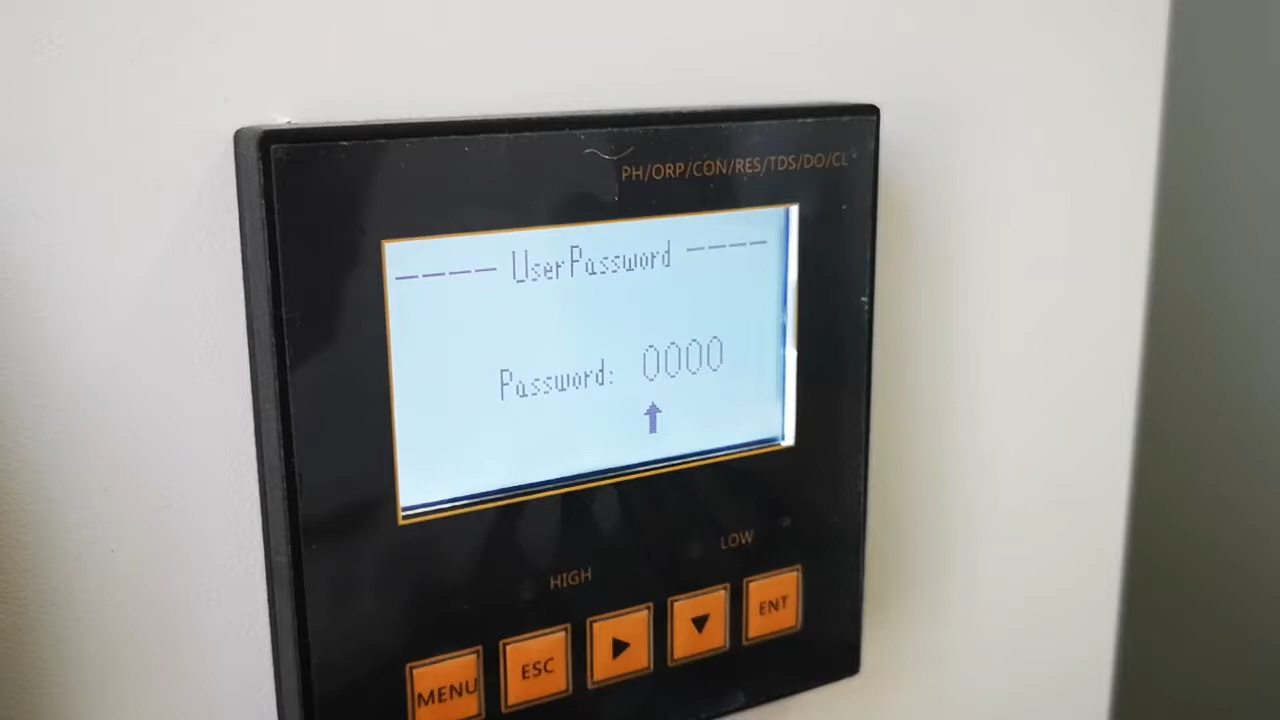 PH/ORP/CON/RES/TDS/DO/CL
---- UserPassword ----
Password: 0000
HIGH
LOW
MENU
ESC
ENT